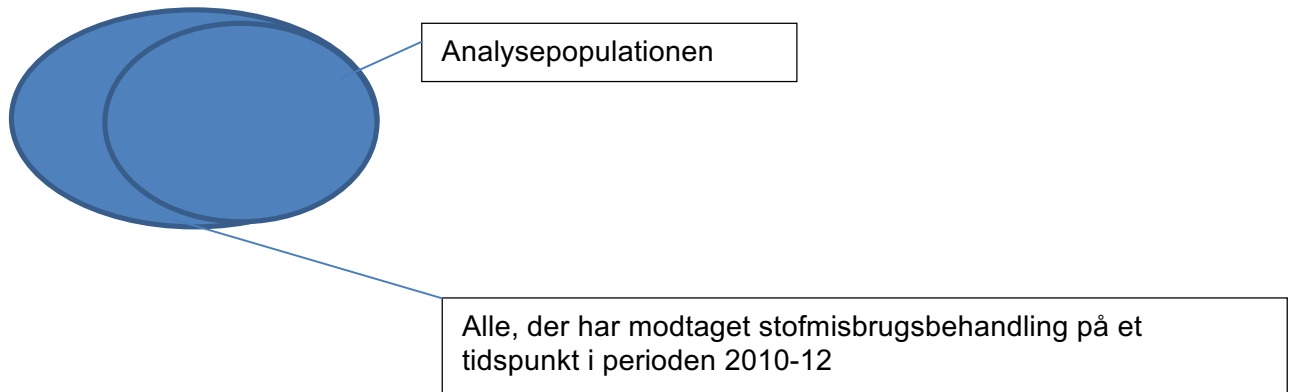 Analysepopulationen
Alle, der har modtaget stofmisbrugsbehandling på et
tidspunkt i perioden 2010-12